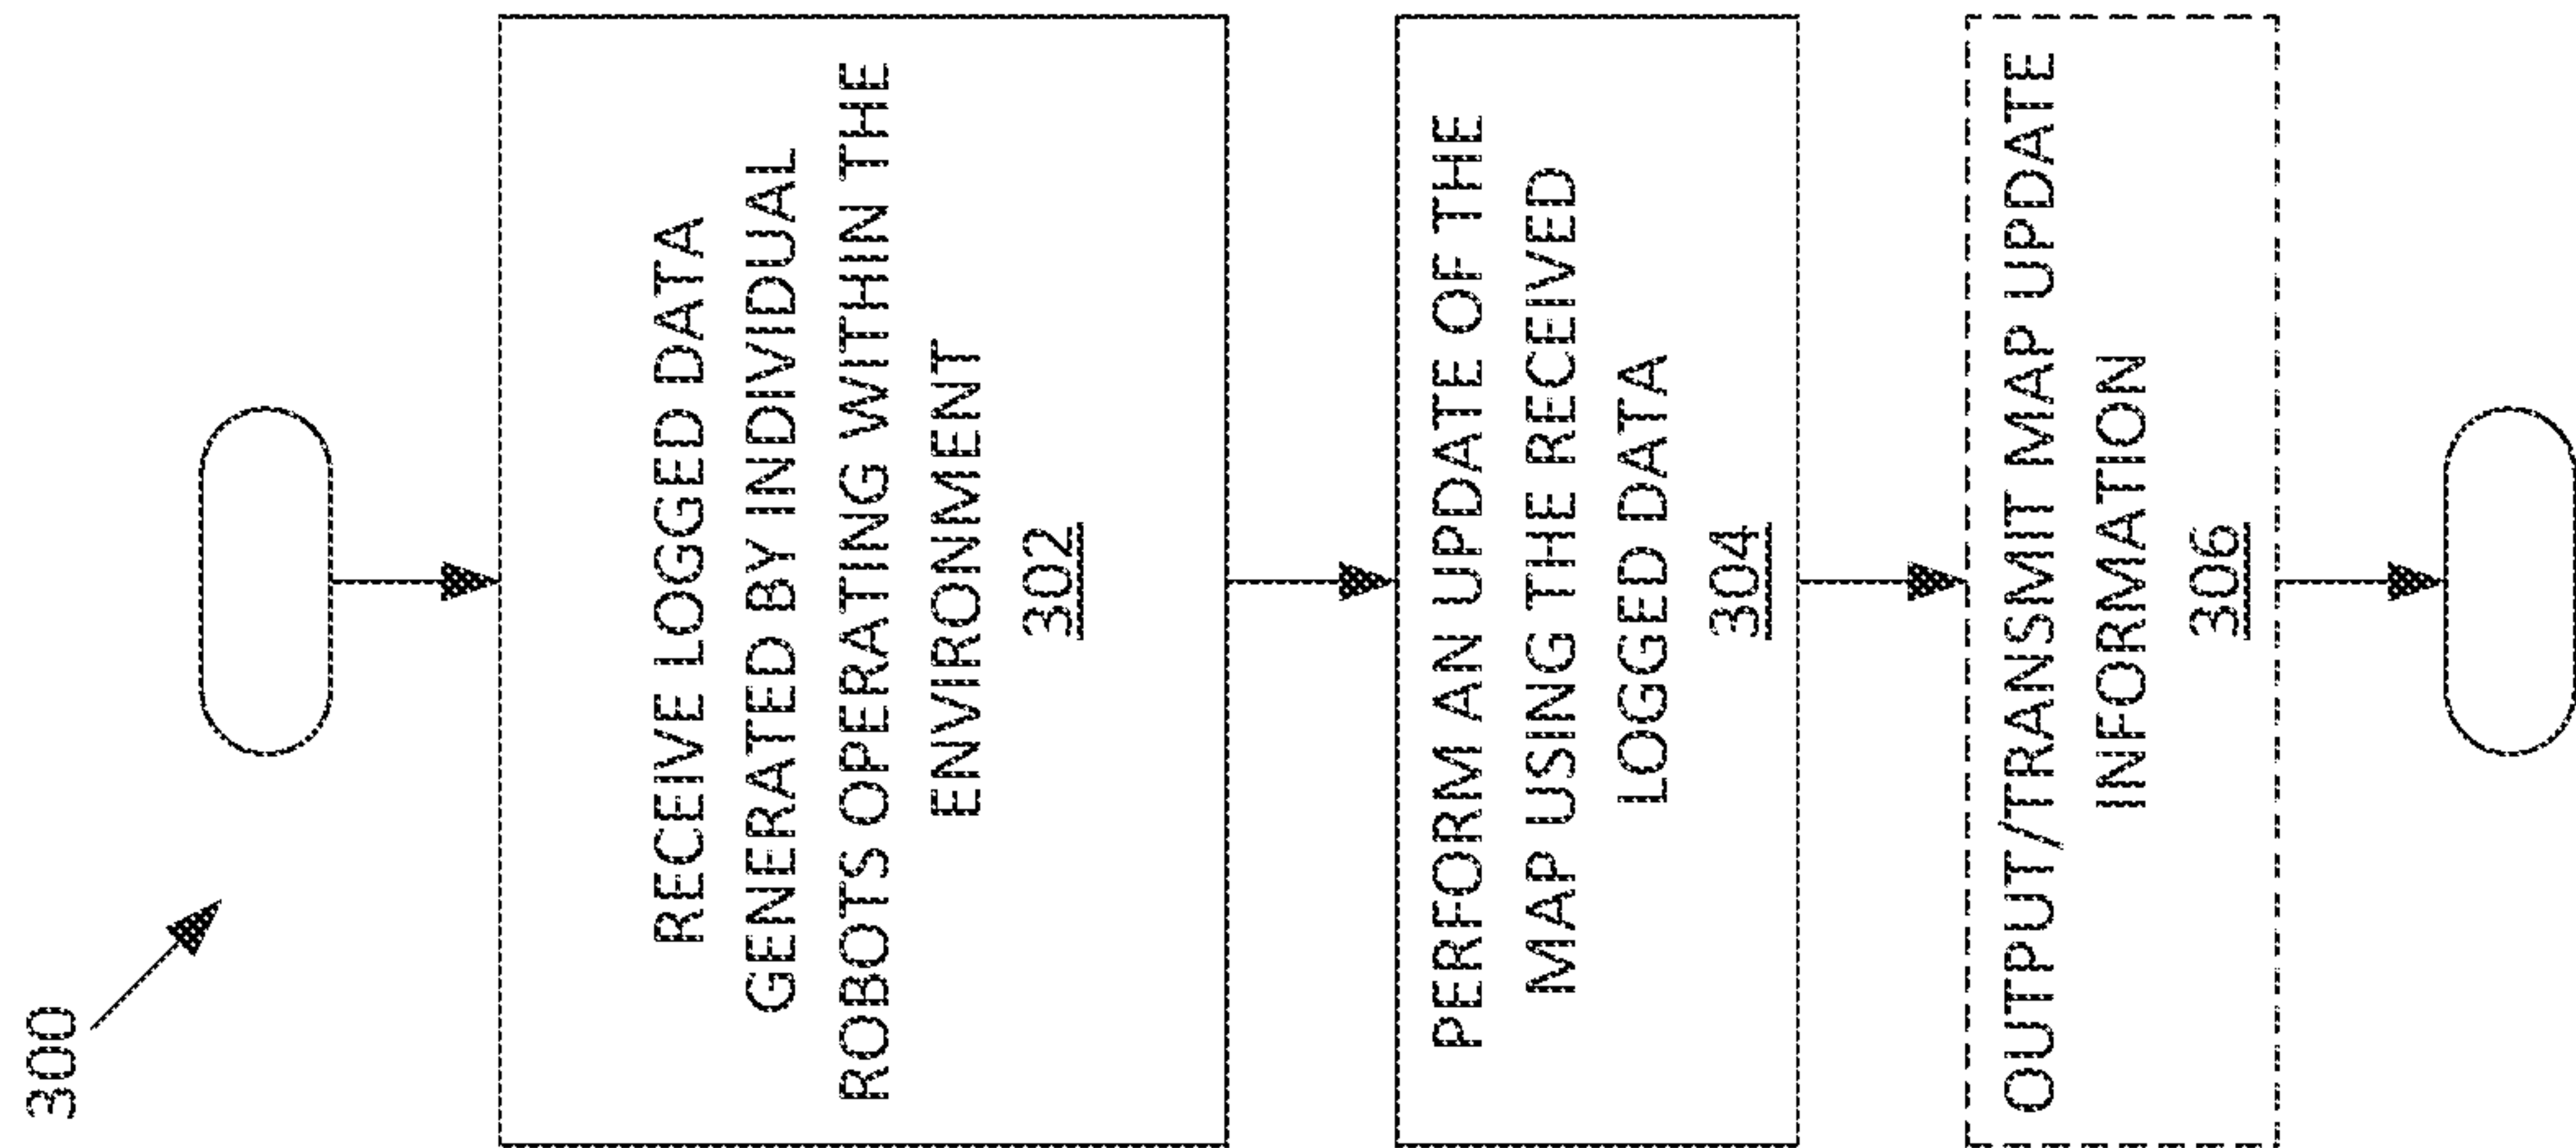 300
RECEIVE LOGGED DATA
GENERATED BY INDIVIDUAL
ROBOTS OPERATING WITHIN THE
ENVIRONMENT
302
PERFORM AN UPDATE OF THE
MAP USING THE RECEIVED
LOGGED DATA
304
OUTPUT/TRANSMIT MAP UPDATE
INFORMATION
306